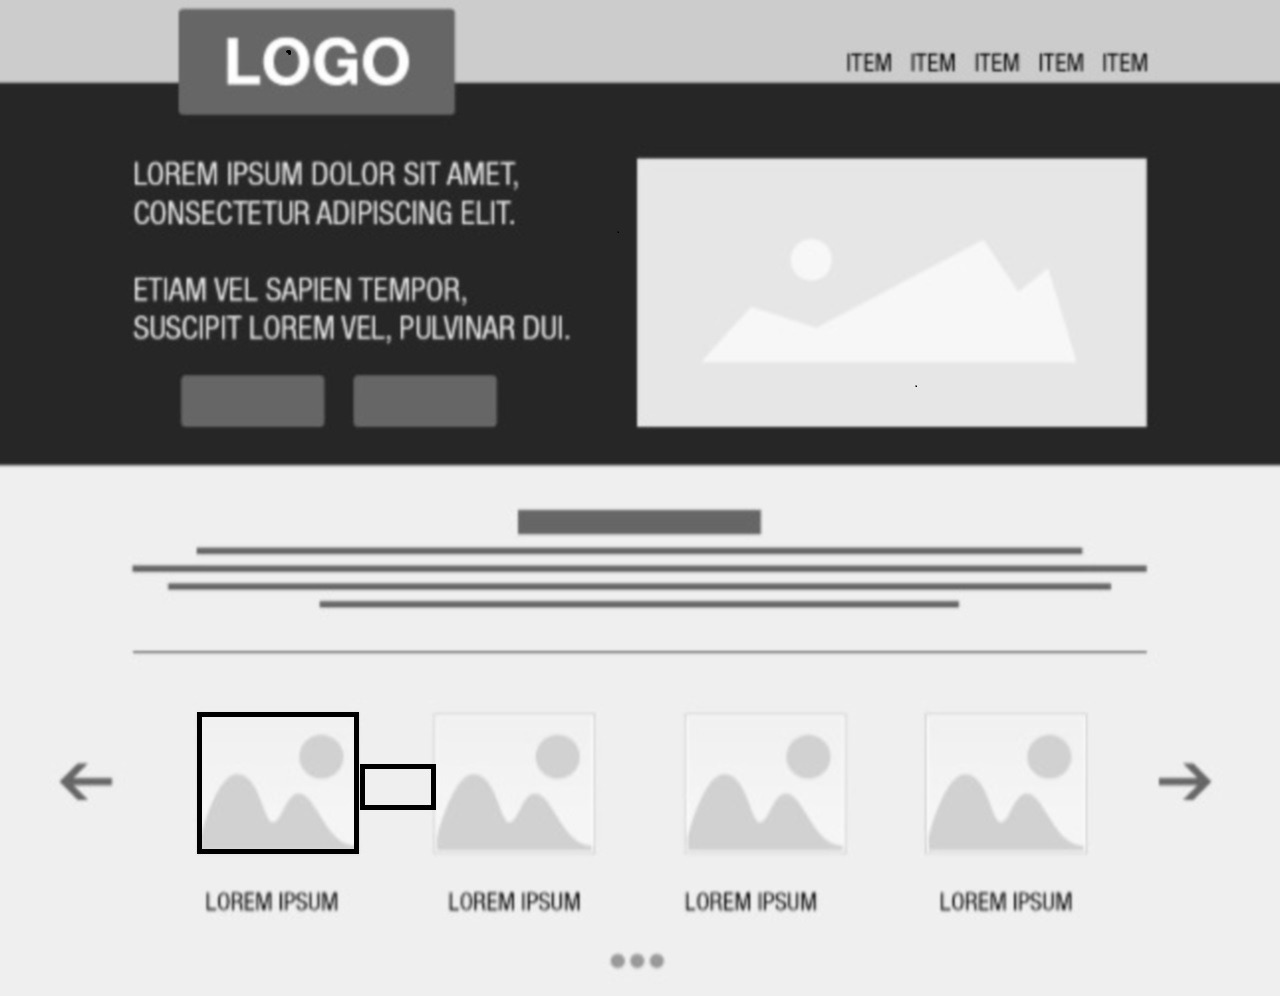 LOGO
ITEM ITEM ITEM ITEM ITEM
LOREM IPSUM DOLOR SIT AMET,
CONSECTETUR ADIPISCING ELIT.
ETIAM VEL SAPIEN TEMPOR,
SUSCIPIT LOREM VEL, PULVINAR DUI.
LOREM IPSUM LOREM IPSUM LOREM IPSUM LOREM IPSUM